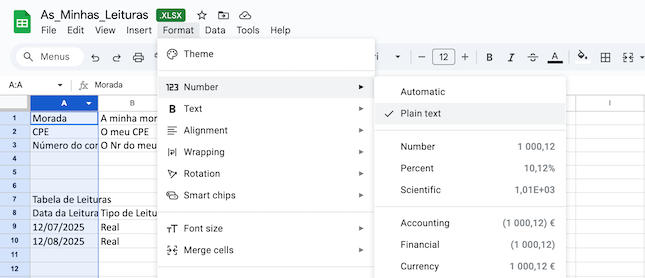 As_Minhas_Leituras .XLSX
File Edit View Insert Format Data Tools Help
Menus 12 B I A
A:A fx Morada
Theme
123 Number
B Text
Alignment
Wrapping
Rotation
Smart chips
Font size
Merge cells
Automatic
Plain text
Number 1 000,12
Percent 10,12%
Scientific 1,01E+03
Accounting (1 000,12) €
Financial (1 000,12)
Currency 1 000,12 €
A B I
1 Morada A minha mor
2 CPE O meu CPE
3 Número do con O Nr do meu
4
5
6
7 Tabela de Leituras
8 Data da Leitura Tipo de Leitu
9 12/07/2025 Real
10 12/08/2025 Real
11
12